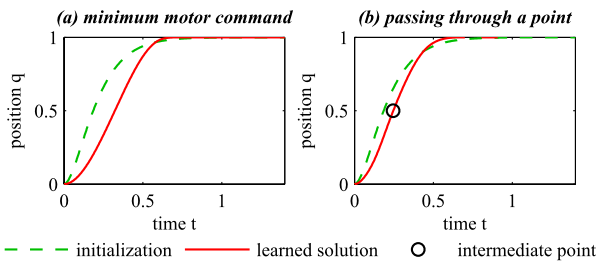 (a) minimum motor command
position q
1
0.5
0
0
0.5
1
time t
(b) passing through a point
position q
1
0.5
0
0
0.5
1
time t
initialization
learned solution
intermediate point